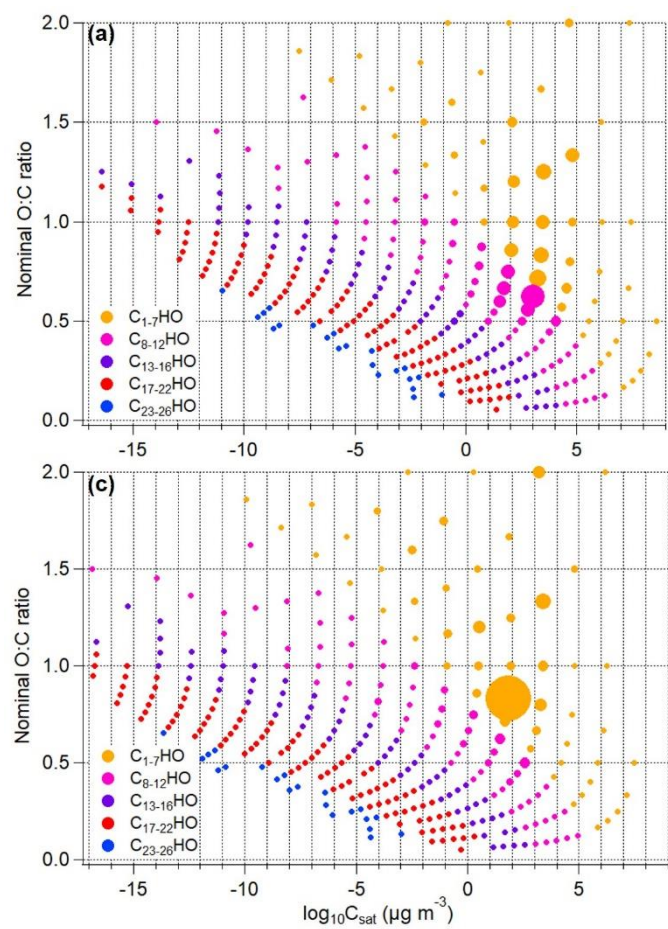 (a)
Nominal O:C ratio
2.0
1.5
1.0
0.5
0.0
C₁₋₇HO
C₈₋₁₂HO
C₁₃₋₁₆HO
C₁₇₋₂₂HO
C₂₃₋₂₆HO
-15 -10 -5 0 5
(c)
Nominal O:C ratio
2.0
1.5
1.0
0.5
0.0
C₁₋₇HO
C₈₋₁₂HO
C₁₃₋₁₆HO
C₁₇₋₂₂HO
C₂₃₋₂₆HO
-15 -10 -5 0 5
log₁₀C_sat (μg m⁻³)